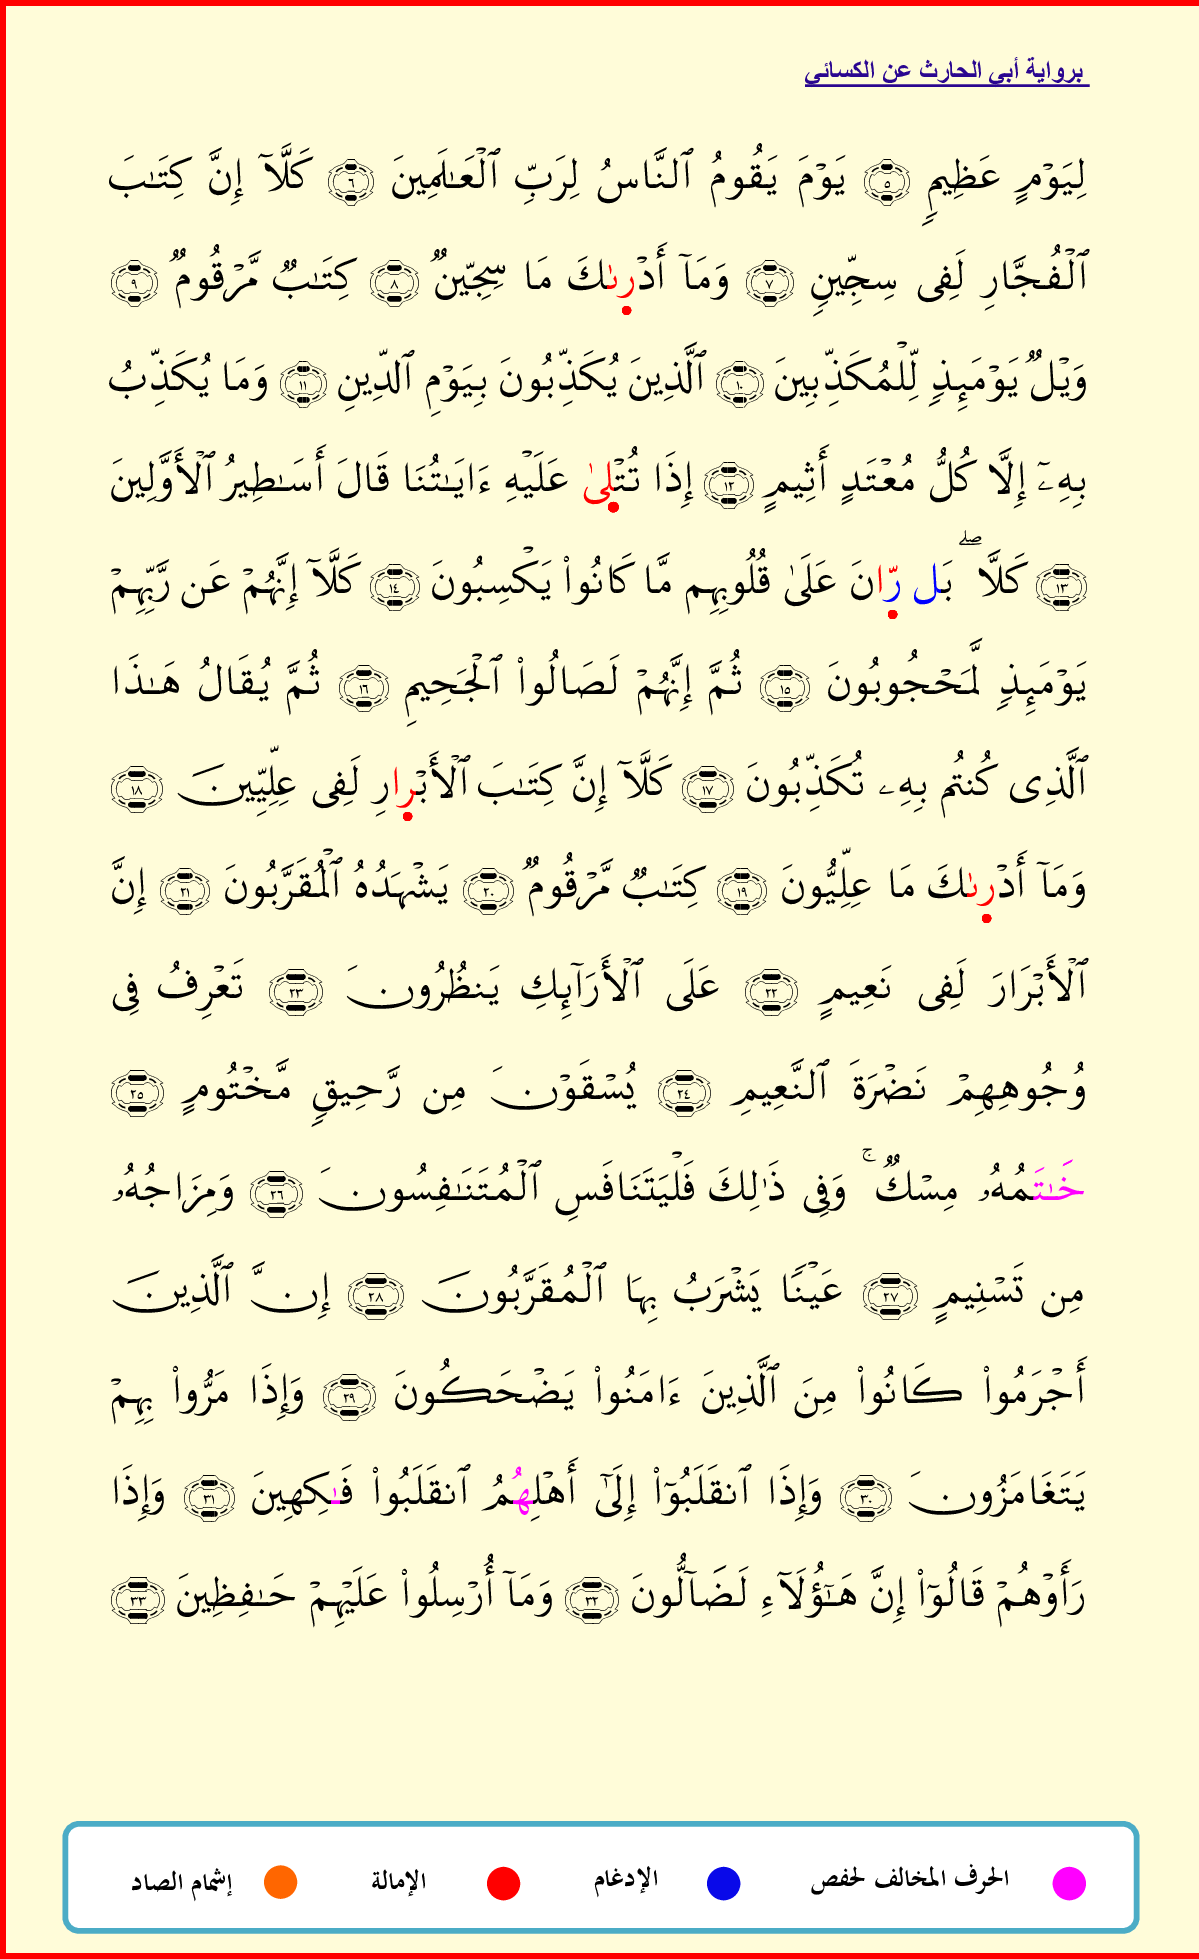 برواية أبي الحارث عن الكسائي
لِيَوْمٍ عَظِيمٍ ٥ يَوْمَ يَقُومُ ٱلنَّاسُ لِرَبِّ ٱلْعَـٰلَمِينَ ٦ كَلَّآ إِنَّ كِتَـٰبَ
ٱلْفُجَّارِ لَفِى سِجِّينٍ ٧ وَمَآ أَدْرِىٰكَ مَا سِجِّينٌ ٨ كِتَـٰبٌ مَّرْقُومٌ ٩
وَيْلٌ يَوْمَئِذٍ لِّلْمُكَذِّبِينَ ١٠ ٱلَّذِينَ يُكَذِّبُونَ بِيَوْمِ ٱلدِّينِ ١١ وَمَا يُكَذِّبُ
بِهِۦٓ إِلَّا كُلُّ مُعْتَدٍ أَثِيمٍ ١٢ إِذَا تُتْلِىٰ عَلَيْهِ ءَايَـٰتُنَا قَالَ أَسَـٰطِيرُ ٱلْأَوَّلِينَ
١٣ كَلَّا ۖ بَل رِّانَ عَلَىٰ قُلُوبِهِم مَّا كَانُوا۟ يَكْسِبُونَ ١٤ كَلَّآ إِنَّهُمْ عَن رَّبِّهِمْ
يَوْمَئِذٍ لَّمَحْجُوبُونَ ١٥ ثُمَّ إِنَّهُمْ لَصَالُوا۟ ٱلْجَحِيمِ ١٦ ثُمَّ يُقَالُ هَـٰذَا
ٱلَّذِى كُنتُم بِهِۦ تُكَذِّبُونَ ١٧ كَلَّآ إِنَّ كِتَـٰبَ ٱلْأَبْرِارِ لَفِى عِلِّيِّينَ ١٨
وَمَآ أَدْرِىٰكَ مَا عِلِّيُّونَ ١٩ كِتَـٰبٌ مَّرْقُومٌ ٢٠ يَشْهَدُهُ ٱلْمُقَرَّبُونَ ٢١ إِنَّ
ٱلْأَبْرَارَ لَفِى نَعِيمٍ ٢٢ عَلَى ٱلْأَرَآئِكِ يَنظُرُونَ ٢٣ تَعْرِفُ فِى
وُجُوهِهِمْ نَضْرَةَ ٱلنَّعِيمِ ٢٤ يُسْقَوْنَ مِن رَّحِيقٍ مَّخْتُومٍ ٢٥
خَـٰتَمُهُۥ مِسْكٌ ۚ وَفِى ذَٰلِكَ فَلْيَتَنَافَسِ ٱلْمُتَنَـٰفِسُونَ ٢٦ وَمِزَاجُهُۥ
مِن تَسْنِيمٍ ٢٧ عَيْنًا يَشْرَبُ بِهَا ٱلْمُقَرَّبُونَ ٢٨ إِنَّ ٱلَّذِينَ
أَجْرَمُوا۟ كَانُوا۟ مِنَ ٱلَّذِينَ ءَامَنُوا۟ يَضْحَكُونَ ٢٩ وَإِذَا مَرُّوا۟ بِهِمْ
يَتَغَامَزُونَ ٣٠ وَإِذَا ٱنقَلَبُوٓا۟ إِلَىٰٓ أَهْلِهُمُ ٱنقَلَبُوا۟ فَـٰكِهِينَ ٣١ وَإِذَا
رَأَوْهُمْ قَالُوٓا۟ إِنَّ هَـٰٓؤُلَآءِ لَضَآلُّونَ ٣٢ وَمَآ أُرْسِلُوا۟ عَلَيْهِمْ حَـٰفِظِينَ ٣٣
الحرف المخالف لحفص الإدغام الإمالة إشمام الصاد